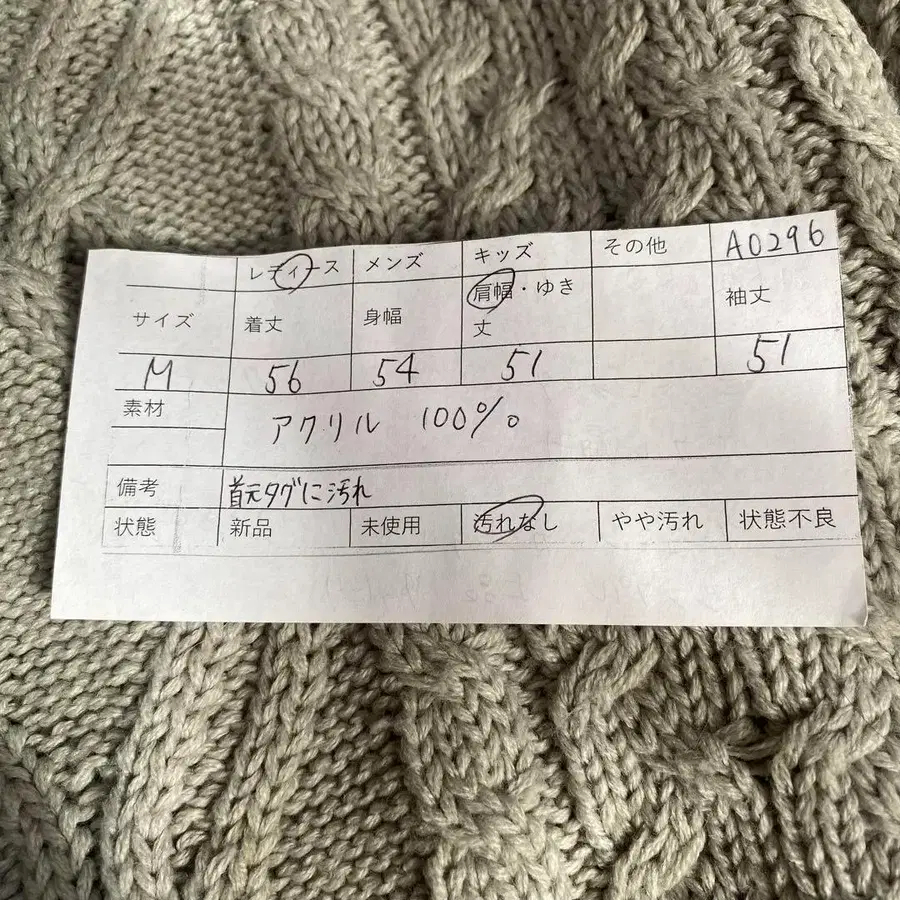 レディース メンズ キッズ その他 A0296
サイズ 着丈 身幅 肩幅・ゆき丈 袖丈
M 56 54 51 51
素材 アクリル 100%
備考 首元タグに汚れ
状態 新品 未使用 汚れなし やや汚れ 状態不良